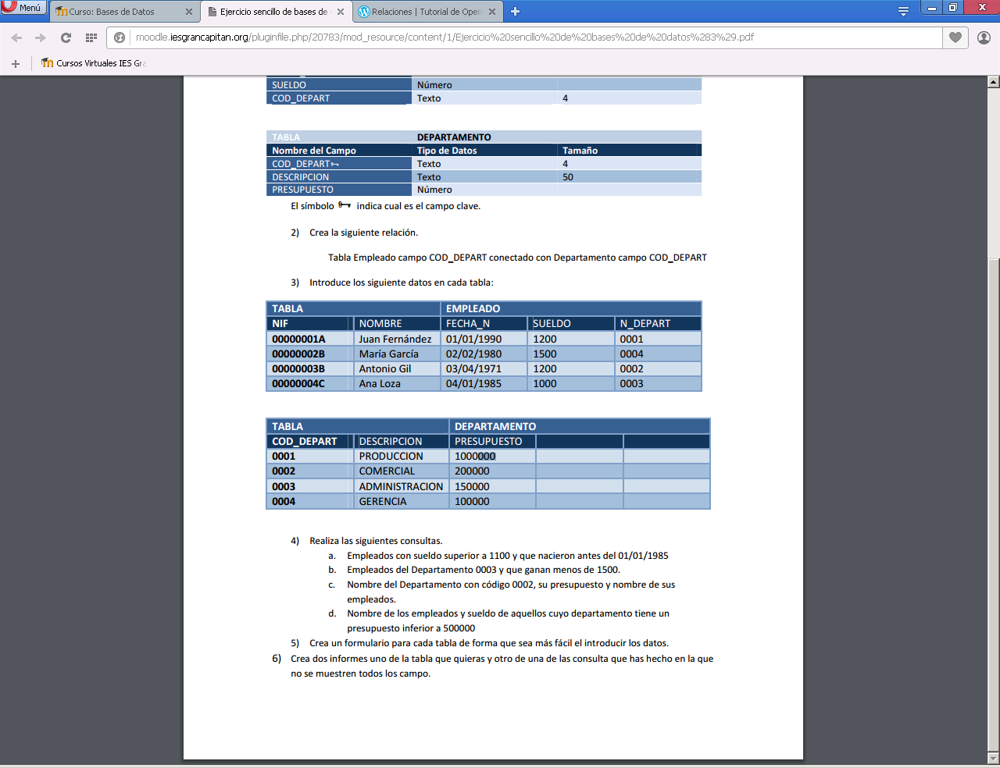 Menú
Curso: Bases de Datos
Ejercicio sencillo de bases de
Relaciones | Tutorial de Open
moodle.iesgrancapitan.org/pluginfile.php/20783/mod_resource/content/1/Ejercicio%20sencillo%20de%20bases%20de%20datos%283%29.pdf
Cursos Virtuales IES Gra
SUELDO Número
COD_DEPART Texto 4
TABLA DEPARTAMENTO
Nombre del Campo Tipo de Datos Tamaño
COD_DEPART Texto 4
DESCRIPCION Texto 50
PRESUPUESTO Número
El símbolo indica cual es el campo clave.
2) Crea la siguiente relación.
Tabla Empleado campo COD_DEPART conectado con Departamento campo COD_DEPART
3) Introduce los siguiente datos en cada tabla:
TABLA EMPLEADO
NIF NOMBRE FECHA_N SUELDO N_DEPART
00000001A Juan Fernández 01/01/1990 1200 0001
00000002B María García 02/02/1980 1500 0004
00000003B Antonio Gil 03/04/1971 1200 0002
00000004C Ana Loza 04/01/1985 1000 0003
TABLA DEPARTAMENTO
COD_DEPART DESCRIPCION PRESUPUESTO
0001 PRODUCCION 1000000
0002 COMERCIAL 200000
0003 ADMINISTRACION 150000
0004 GERENCIA 100000
4) Realiza las siguientes consultas.
a. Empleados con sueldo superior a 1100 y que nacieron antes del 01/01/1985
b. Empleados del Departamento 0003 y que ganan menos de 1500.
c. Nombre del Departamento con código 0002, su presupuesto y nombre de sus
empleados.
d. Nombre de los empleados y sueldo de aquellos cuyo departamento tiene un
presupuesto inferior a 500000
5) Crea un formulario para cada tabla de forma que sea más fácil el introducir los datos.
6) Crea dos informes uno de la tabla que quieras y otro de una de las consulta que has hecho en la que
no se muestren todos los campo.